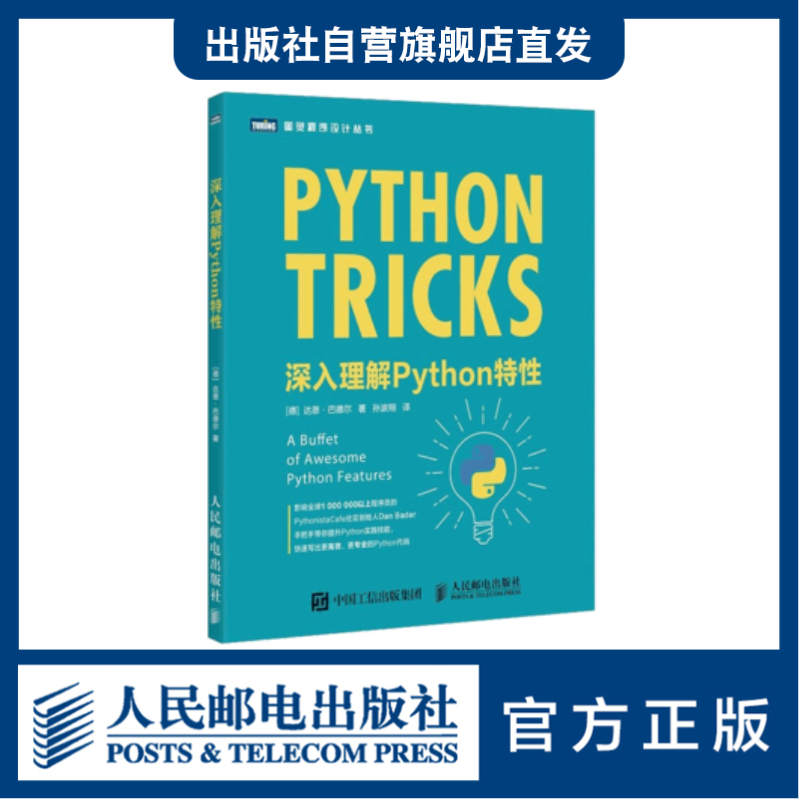 出版社自营旗舰店直发
TURING 图灵程序设计丛书
PYTHON
TRICKS
深入理解Python特性
[德] 达恩·巴德尔 著 孙波翔 译
A Buffet
of Awesome
Python Features
影响全球1 000 000以上程序员的
PythonistaCafe社区创始人Dan Bader
手把手带你提升Python实践技能,
快速写出更高效、更专业的Python代码
中国工信出版集团
人民邮电出版社
POSTS & TELECOM PRESS
深入理解Python特性
[德] 达恩·巴德尔 著
人民邮电出版社
人民邮电出版社
POSTS & TELECOM PRESS
官方正版